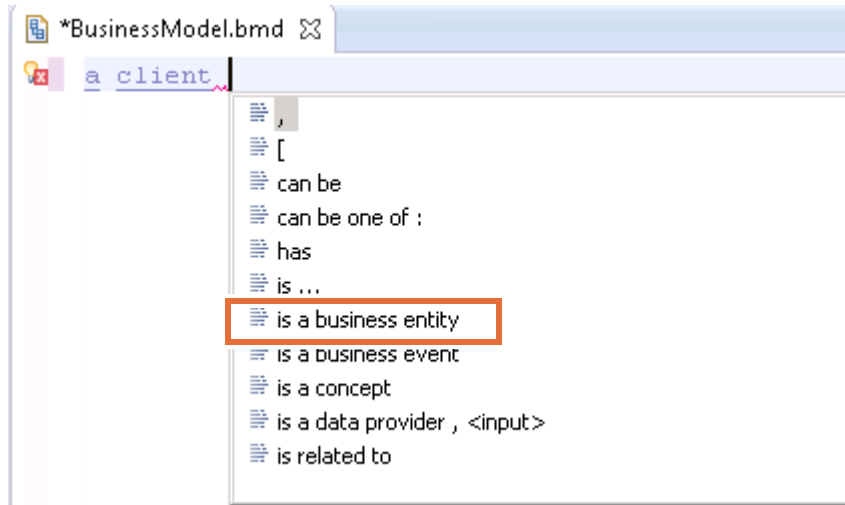 *BusinessModel.bmd
a client
,
[
can be
can be one of :
has
is ...
is a business entity
is a business event
is a concept
is a data provider , <input>
is related to